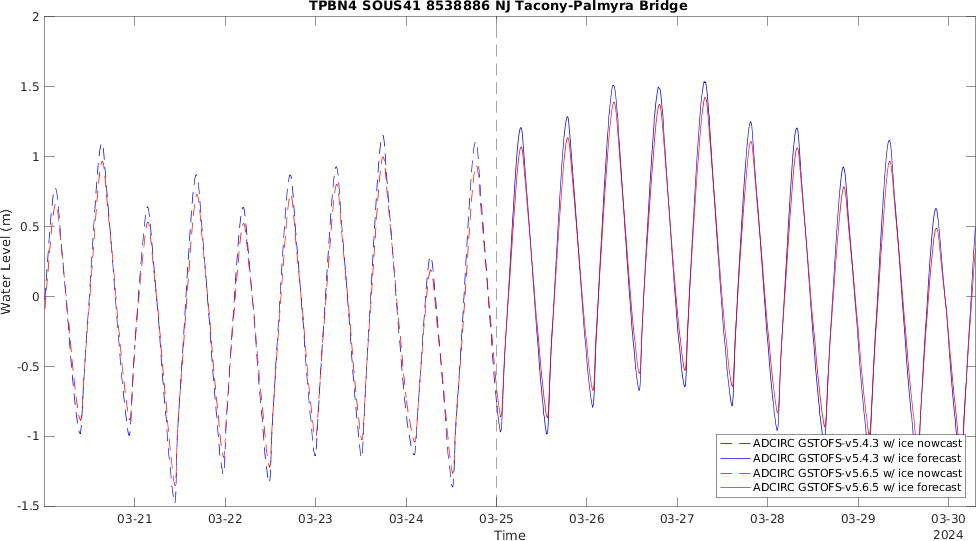 TPBN4 SOUS41 8538886 NJ Tacony-Palmyra Bridge
2
1.5
1
0.5
0
-0.5
-1
-1.5
Water Level (m)
03-21 03-22 03-23 03-24 03-25 03-26 03-27 03-28 03-29 03-30
Time
2024
ADCIRC GSTOFS-v5.4.3 w/ ice nowcast
ADCIRC GSTOFS-v5.4.3 w/ ice forecast
ADCIRC GSTOFS-v5.6.5 w/ ice nowcast
ADCIRC GSTOFS-v5.6.5 w/ ice forecast